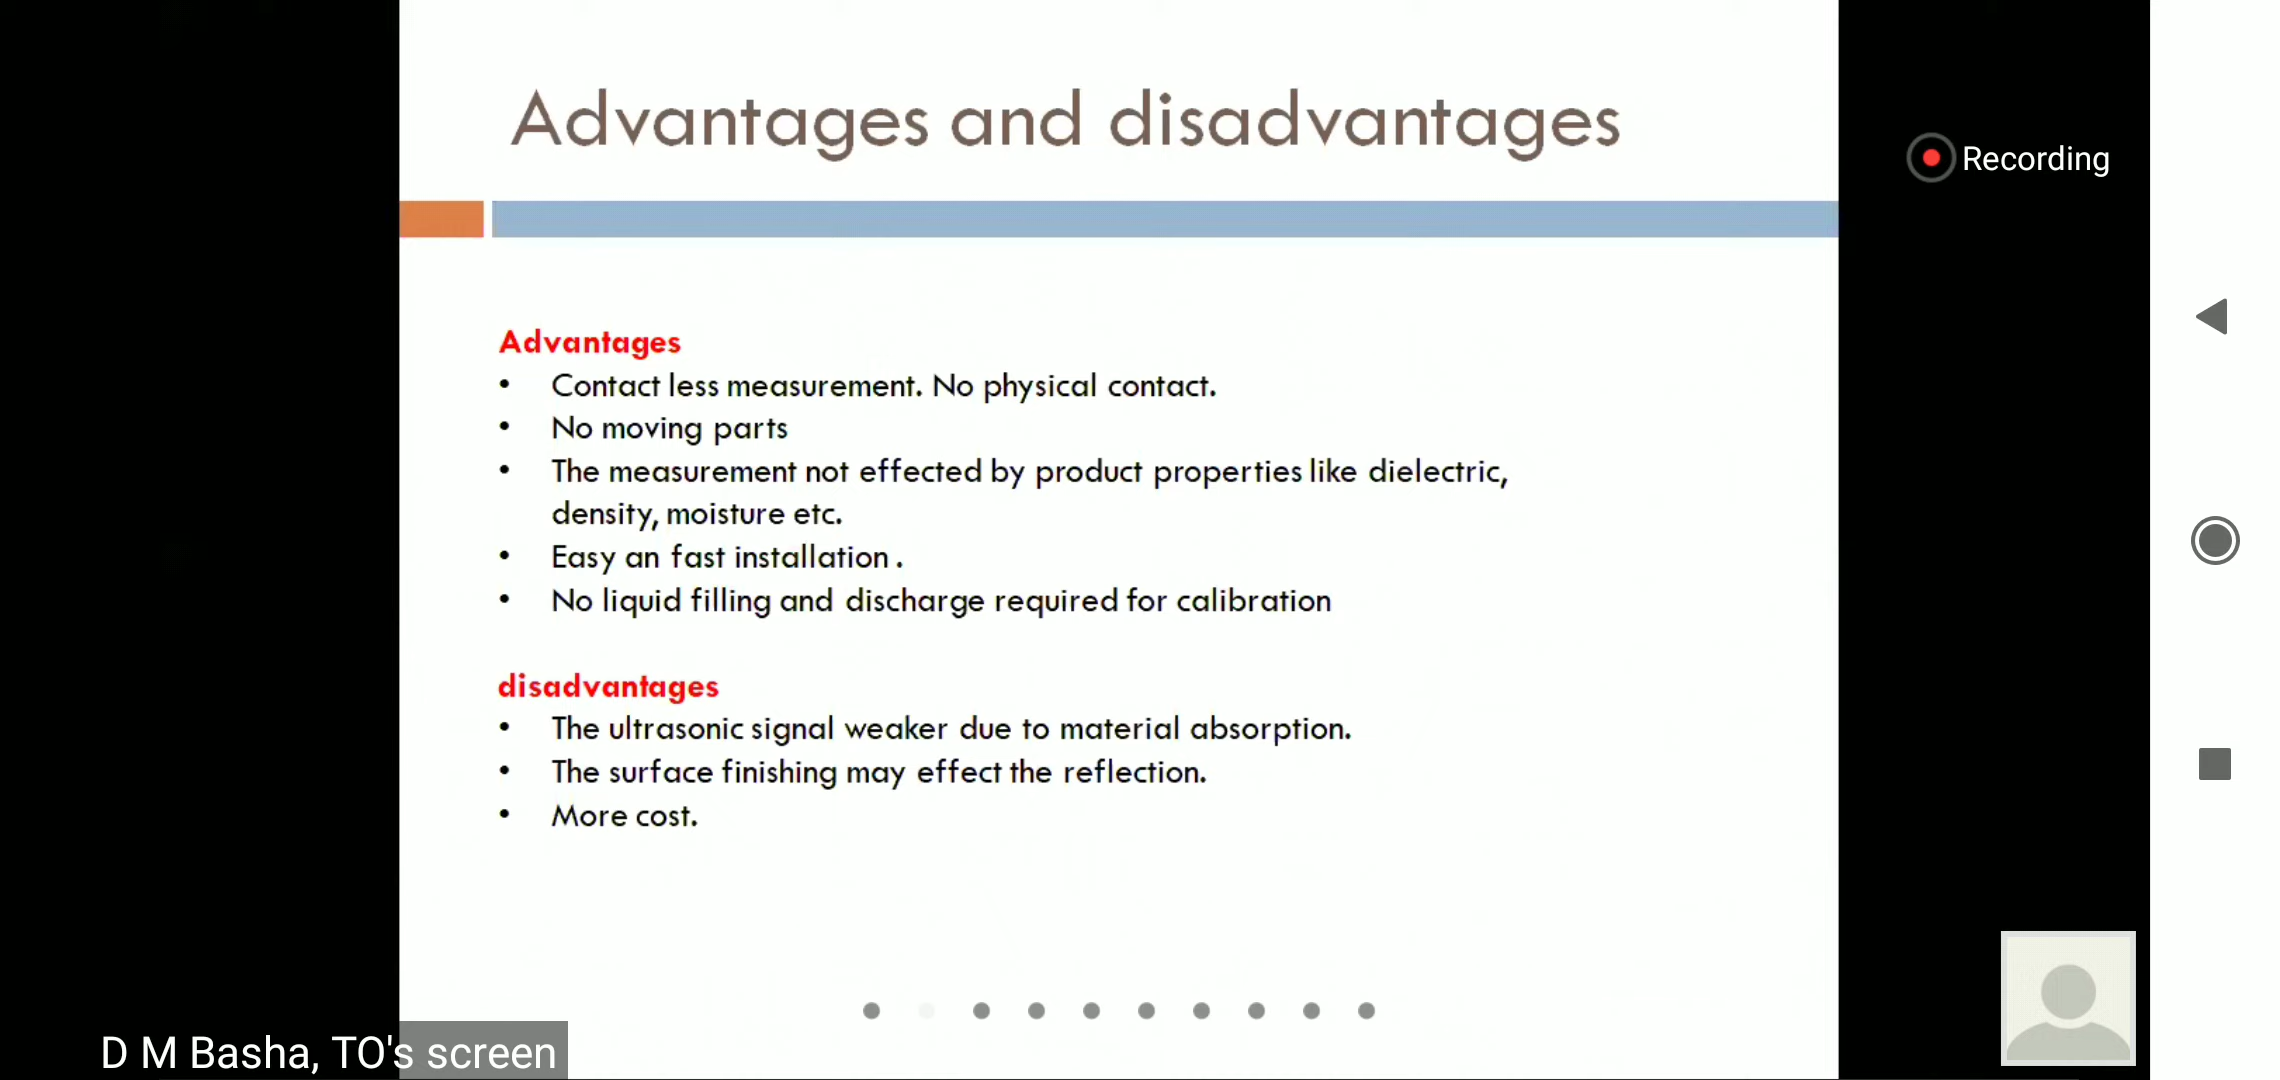 Advantages and disadvantages
Recording
Advantages
• Contact less measurement. No physical contact.
• No moving parts
• The measurement not effected by product properties like dielectric,
density, moisture etc.
• Easy an fast installation .
• No liquid filling and discharge required for calibration
disadvantages
• The ultrasonic signal weaker due to material absorption.
• The surface finishing may effect the reflection.
• More cost.
D M Basha, TO's screen